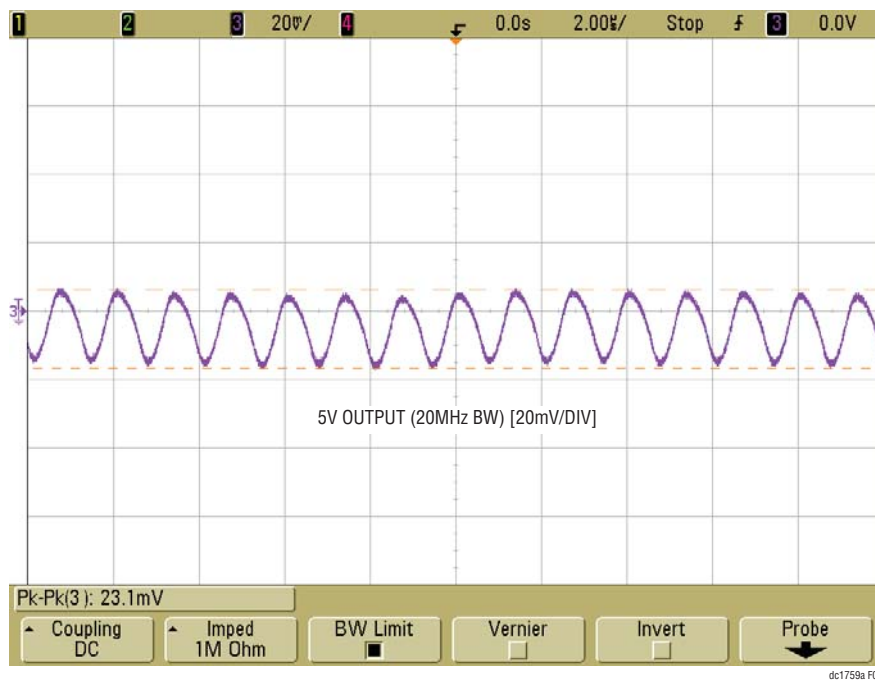 1 2 3 20㎷/ 4 0.0s 2.00㎲/ Stop 3 0.0V
3
5V OUTPUT (20MHz BW) [20mV/DIV]
Pk-Pk(3): 23.1mV
Coupling Imped BW Limit Vernier Invert Probe
DC 1M Ohm
dc1759a